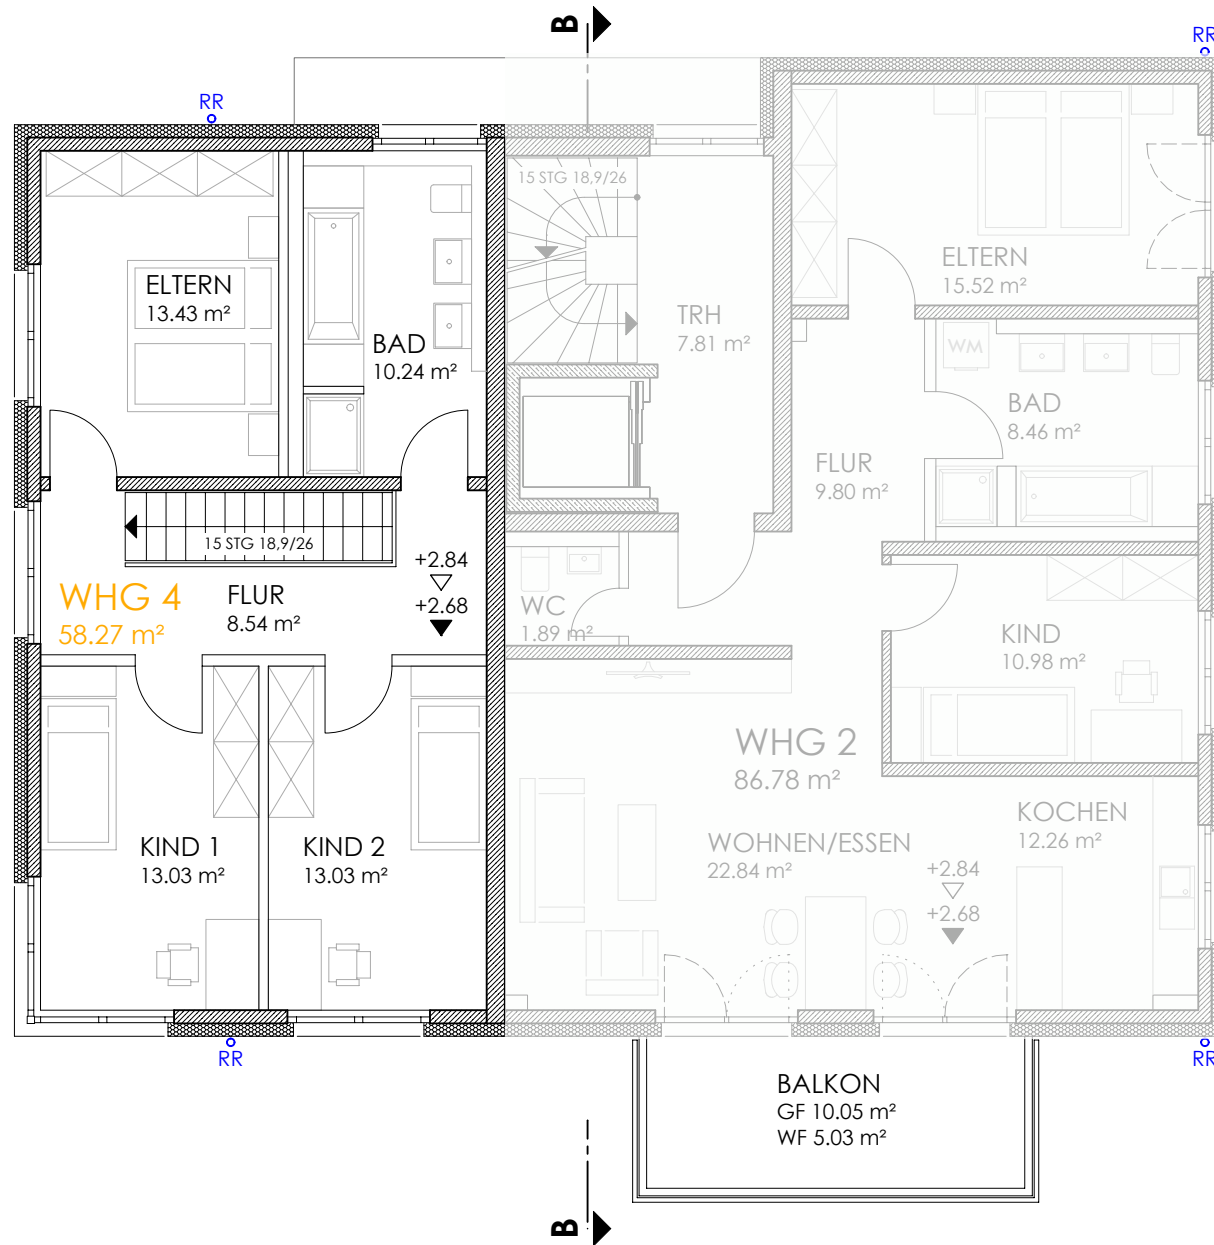 B
RR
RR
15 STG 18,9/26
ELTERN
13.43 m²
BAD
10.24 m²
TRH
7.81 m²
ELTERN
15.52 m²
WM
BAD
8.46 m²
FLUR
9.80 m²
15 STG 18,9/26
+2.84
+2.68
WHG 4
58.27 m²
FLUR
8.54 m²
WC
1.89 m²
KIND
10.98 m²
WHG 2
86.78 m²
KIND 1
13.03 m²
KIND 2
13.03 m²
WOHNEN/ESSEN
22.84 m²
KOCHEN
12.26 m²
+2.84
+2.68
RR
RR
BALKON
GF 10.05 m²
WF 5.03 m²
B